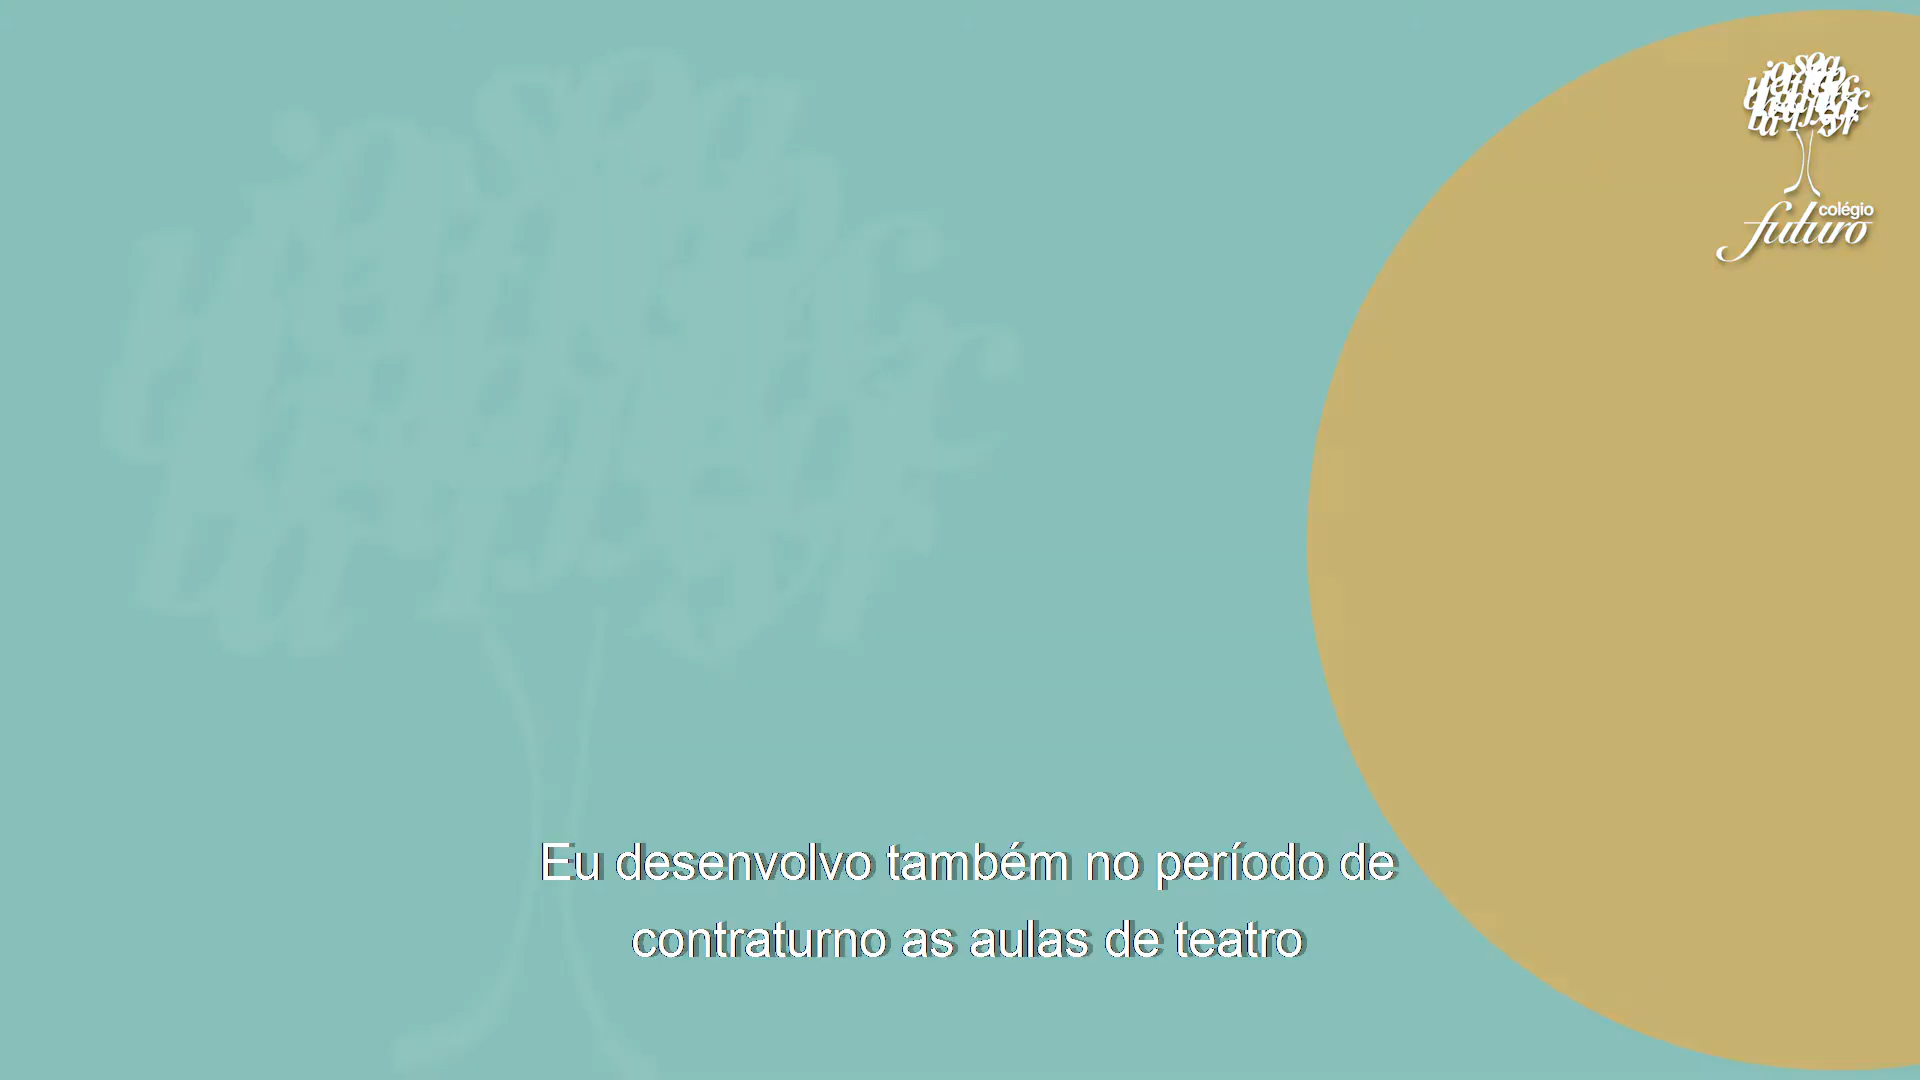 colégio
futuro
Eu desenvolvo também no período de
contraturno as aulas de teatro